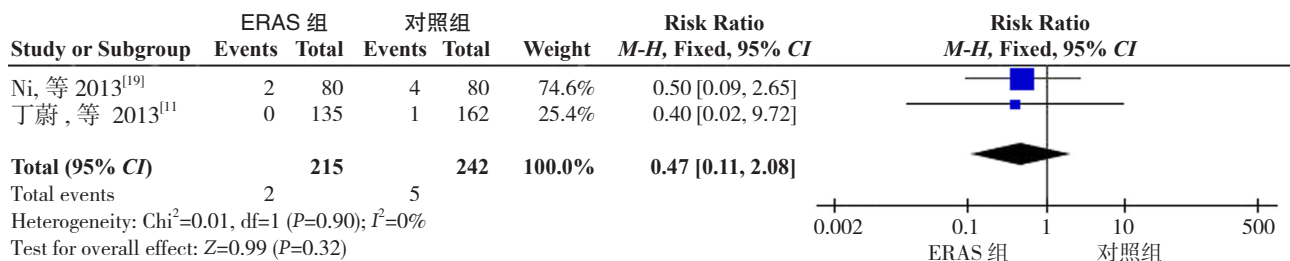 ERAS 组 对照组 Risk Ratio Risk Ratio
Study or Subgroup Events Total Events Total Weight M-H, Fixed, 95% CI M-H, Fixed, 95% CI
Ni, 等 2013[19] 2 80 4 80 74.6% 0.50 [0.09, 2.65]
丁蔚 , 等 2013[11 0 135 1 162 25.4% 0.40 [0.02, 9.72]
Total (95% CI) 215 242 100.0% 0.47 [0.11, 2.08]
Total events 2 5
Heterogeneity: Chi²=0.01, df=1 (P=0.90); I²=0%
Test for overall effect: Z=0.99 (P=0.32)
0.002 0.1 1 10 500
ERAS 组 对照组